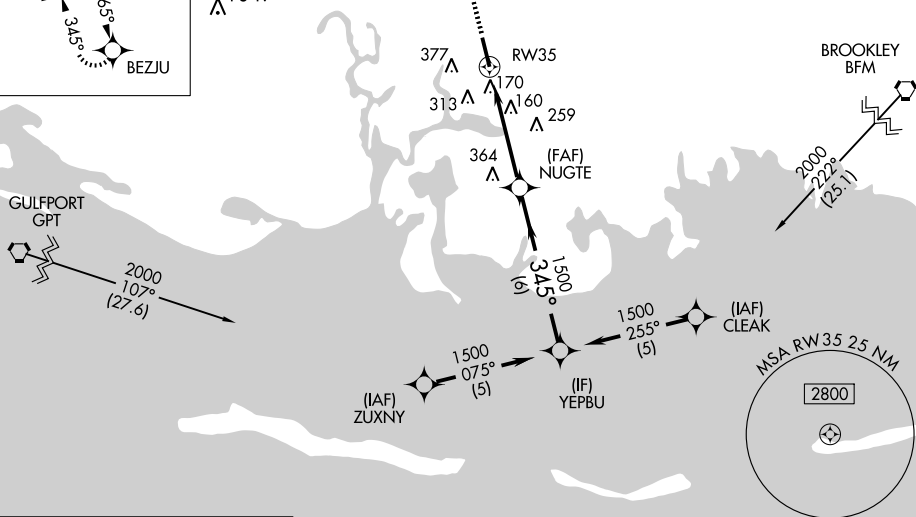 345°
65°
BEZJU
377
RW35
170
313
160
259
364
(FAF)
NUGTE
BROOKLEY
BFM
2000
222°
(25.1)
GULFPORT
GPT
2000
107°
(27.6)
1500
345°
(6)
1500
255°
(5)
(IAF)
CLEAK
1500
075°
(5)
(IAF)
ZUXNY
(IF)
YEPBU
MSA RW35 25 NM
2800